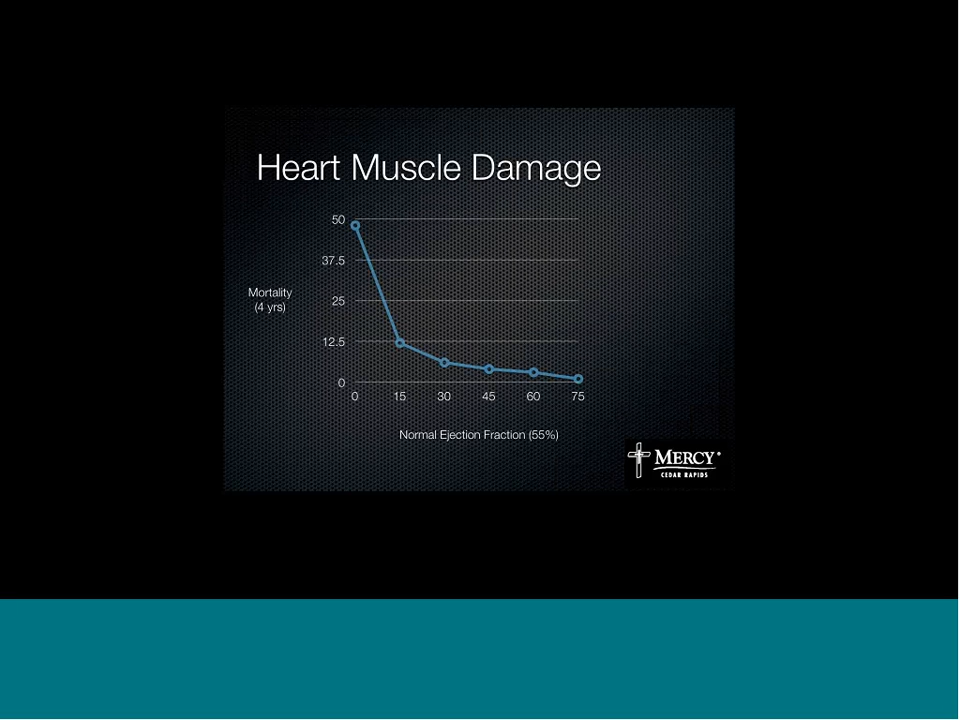 Heart Muscle Damage
50
37.5
Mortality
(4 yrs)
25
12.5
0
0 15 30 45 60 75
Normal Ejection Fraction (55%)
MERCY
CEDAR RAPIDS